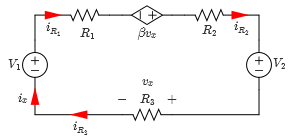 i_{R_1} R_1 βv_x R_2 i_{R_2}
V_1 V_2
v_x
i_x − R_3 +
i_{R_3}